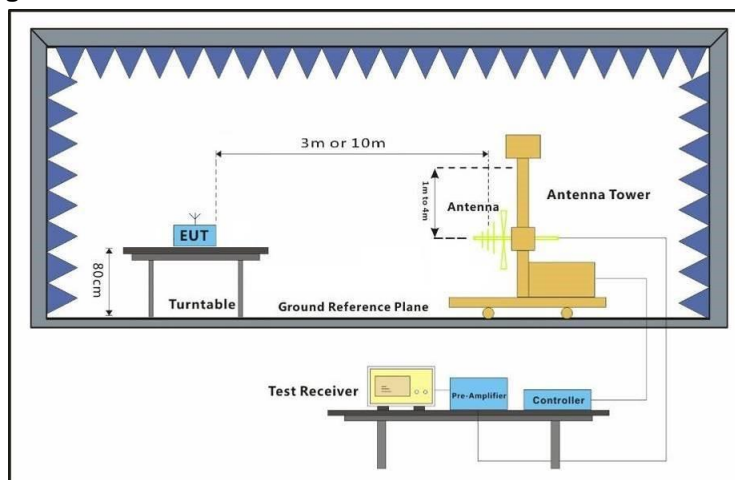 3m or 10m
1m to 4m
Antenna
Antenna Tower
EUT
80cm
Turntable
Ground Reference Plane
Test Receiver
Pre-Amplifier
Controller